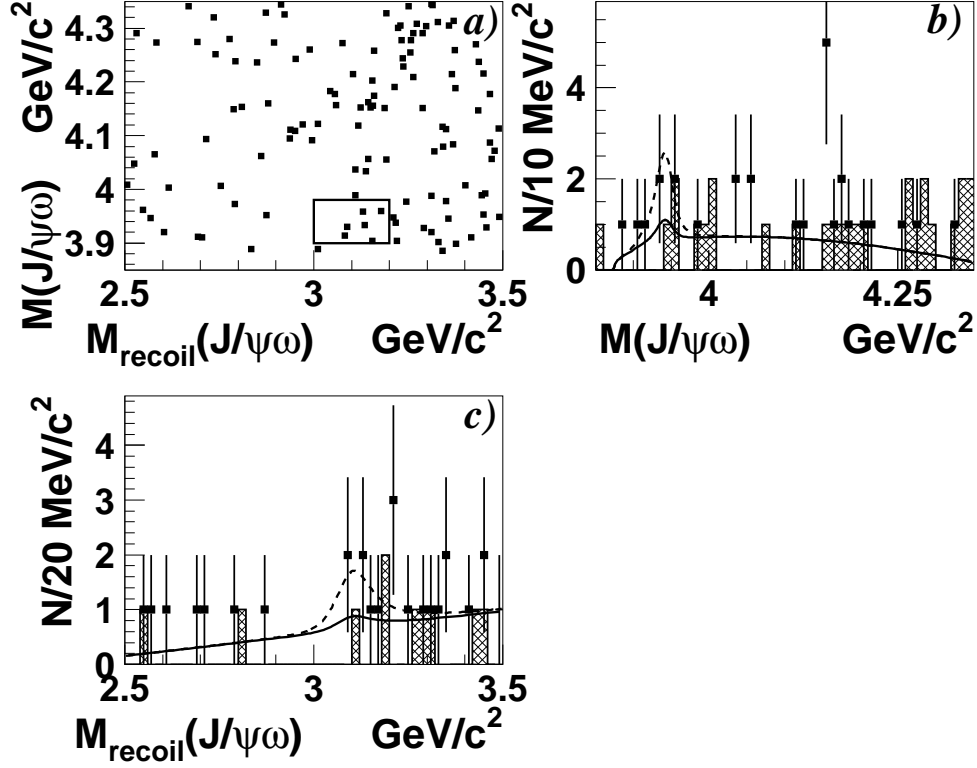 M(J/ψω) GeV/c²
4.3
4.2
4.1
4
3.9
a)
2.5 3 3.5
M_recoil(J/ψω) GeV/c²
N/10 MeV/c²
4
2
0
b)
4 4.25
M(J/ψω) GeV/c²
N/20 MeV/c²
4
3
2
1
0
c)
2.5 3 3.5
M_recoil(J/ψω) GeV/c²